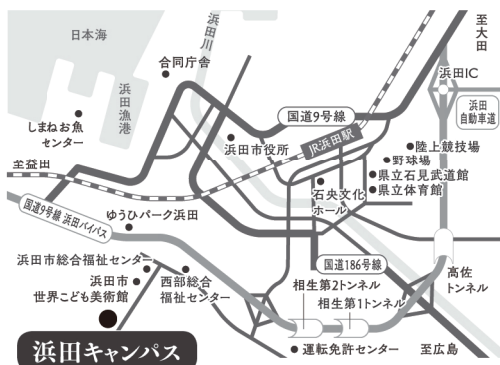 日本海
浜田川
合同庁舎
至大田
浜田IC
浜田
自動車道
浜田漁港
国道9号線
しまねお魚
センター
浜田市役所
JR浜田駅
陸上競技場
野球場
県立石見武道館
県立体育館
至益田
国道9号線 浜田バイパス
ゆうひパーク浜田
石央文化
ホール
浜田市総合福祉センター
浜田市
世界こども美術館
西部総合
福祉センター
国道186号線
相生第2トンネル
相生第1トンネル
高佐
トンネル
浜田キャンパス
運転免許センター
至広島